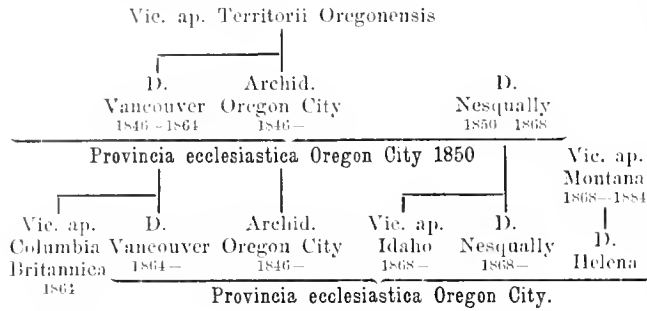 Vic. ap. Territorii Oregonensis
D. Archid. D.
Vancouver Oregon City Nesqually
1846–1864 1846– 1850 1868
Provincia ecclesiastica Oregon City 1850
Vic. ap.
Montana
1868–1884
Vic. ap. D. Archid. Vic. ap. D.
Columbia Vancouver Oregon City Idaho Nesqually D.
Britannica 1864– 1846– 1868– 1868– Helena
1864
Provincia ecclesiastica Oregon City.